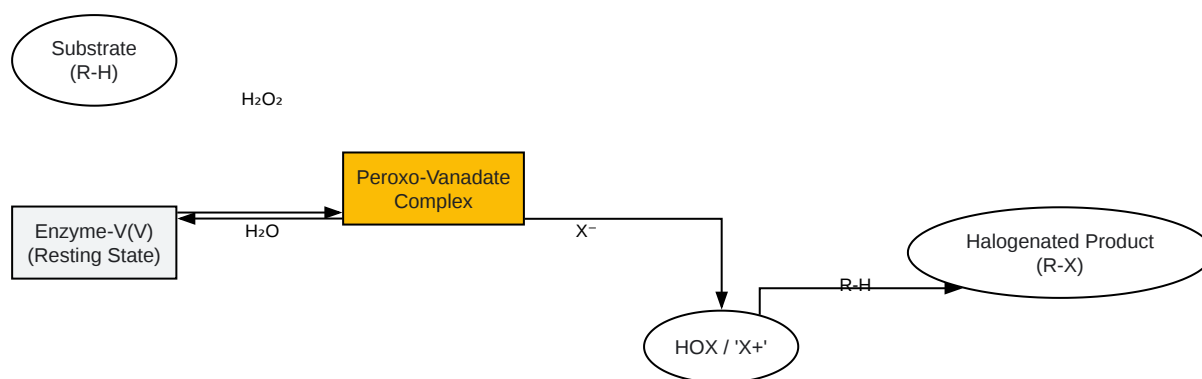 Substrate
(R-H)
H₂O₂
Peroxo-Vanadate
Complex
Enzyme-V(V)
(Resting State)
H₂O
X⁻
Halogenated Product
(R-X)
R-H
HOX / 'X+'